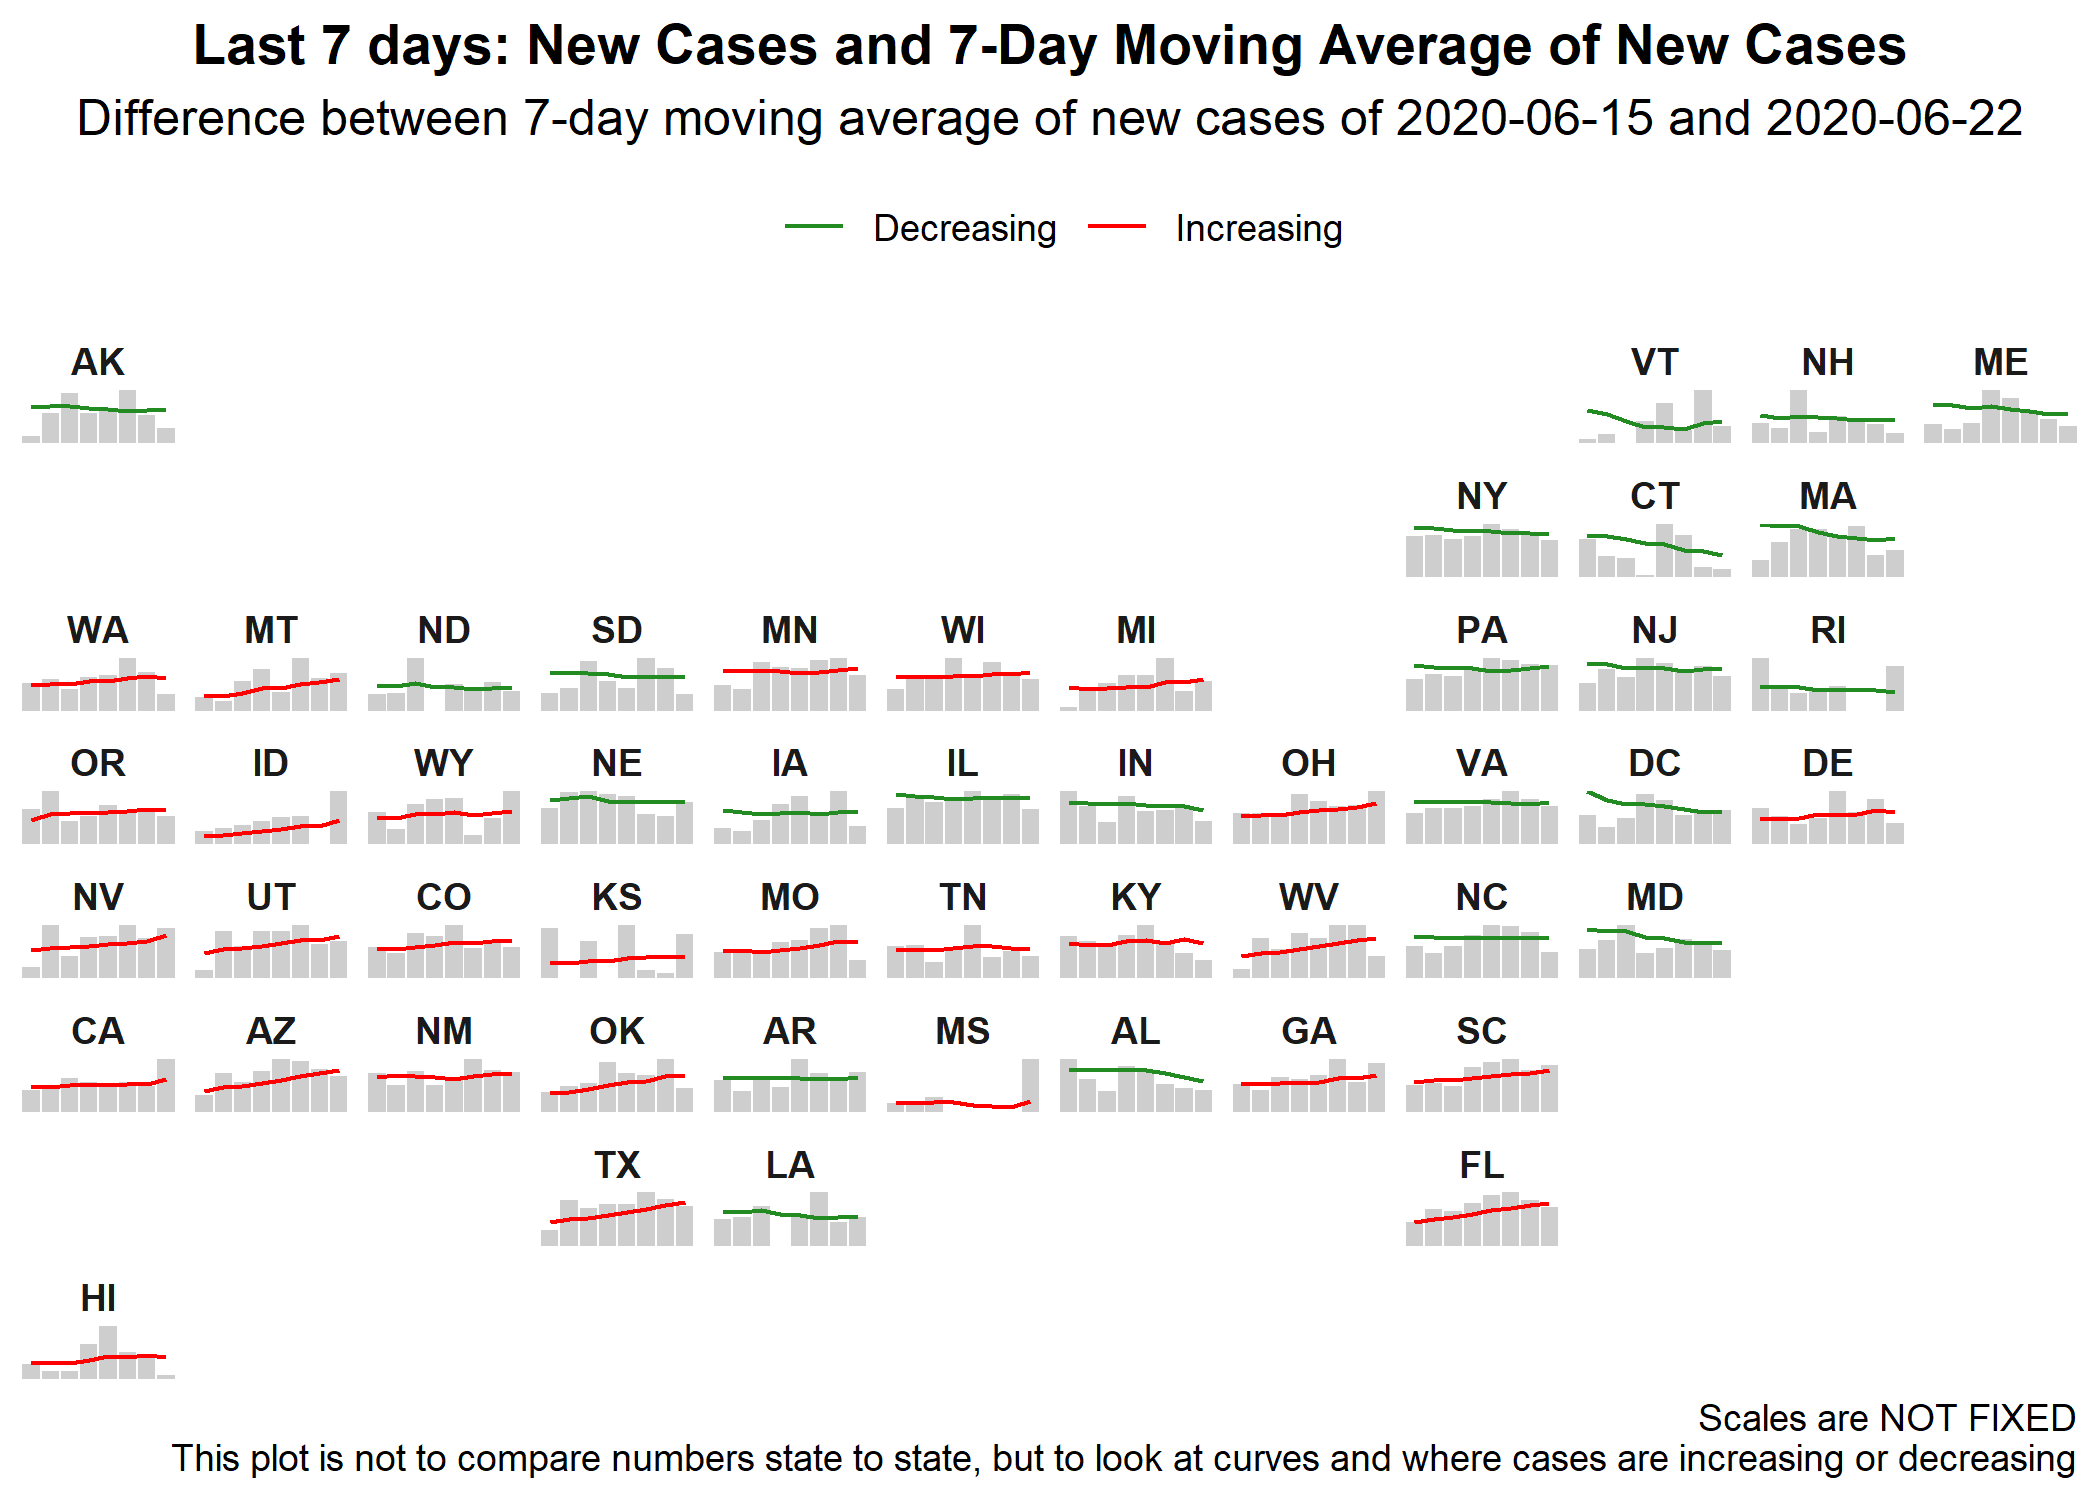 Last 7 days: New Cases and 7-Day Moving Average of New Cases
Difference between 7-day moving average of new cases of 2020-06-15 and 2020-06-22
Decreasing Increasing
AK VT NH ME
NY CT MA
WA MT ND SD MN WI MI PA NJ RI
OR ID WY NE IA IL IN OH VA DC DE
NV UT CO KS MO TN KY WV NC MD
CA AZ NM OK AR MS AL GA SC
TX LA FL
HI
Scales are NOT FIXED
This plot is not to compare numbers state to state, but to look at curves and where cases are increasing or decreasing